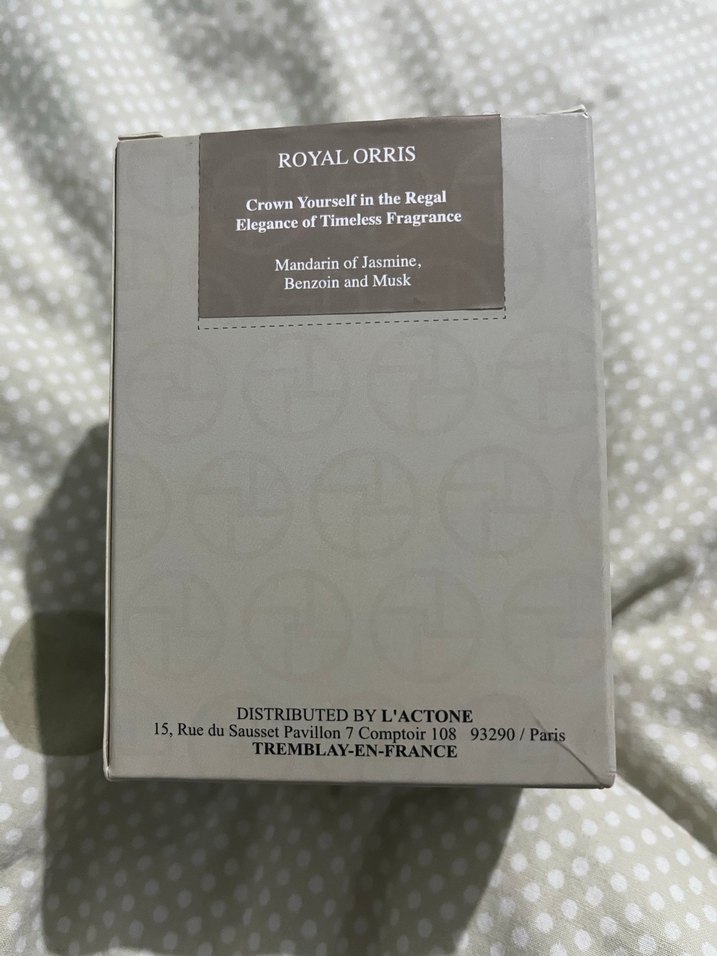 ROYAL ORRIS
Crown Yourself in the Regal
Elegance of Timeless Fragrance
Mandarin of Jasmine,
Benzoin and Musk
DISTRIBUTED BY L'ACTONE
15, Rue du Sausset Pavillon 7 Comptoir 108 93290 / Paris
TREMBLAY-EN-FRANCE